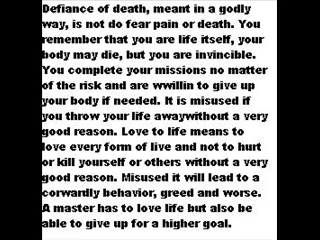 Defiance of death, meant in a godly
way, is not do fear pain or death. You
remember that you are life itself, your
body may die, but you are invincible.
You complete your missions no matter
of the risk and are wwillin to give up
your body if needed. It is misused if
you throw your life awaywithout a very
good reason. Love to life means to
love every form of live and not to hurt
or kill yourself or others without a very
good reason. Misused it will lead to a
corwardly behavior, greed and worse.
A master has to love life but also be
able to give up for a higher goal.